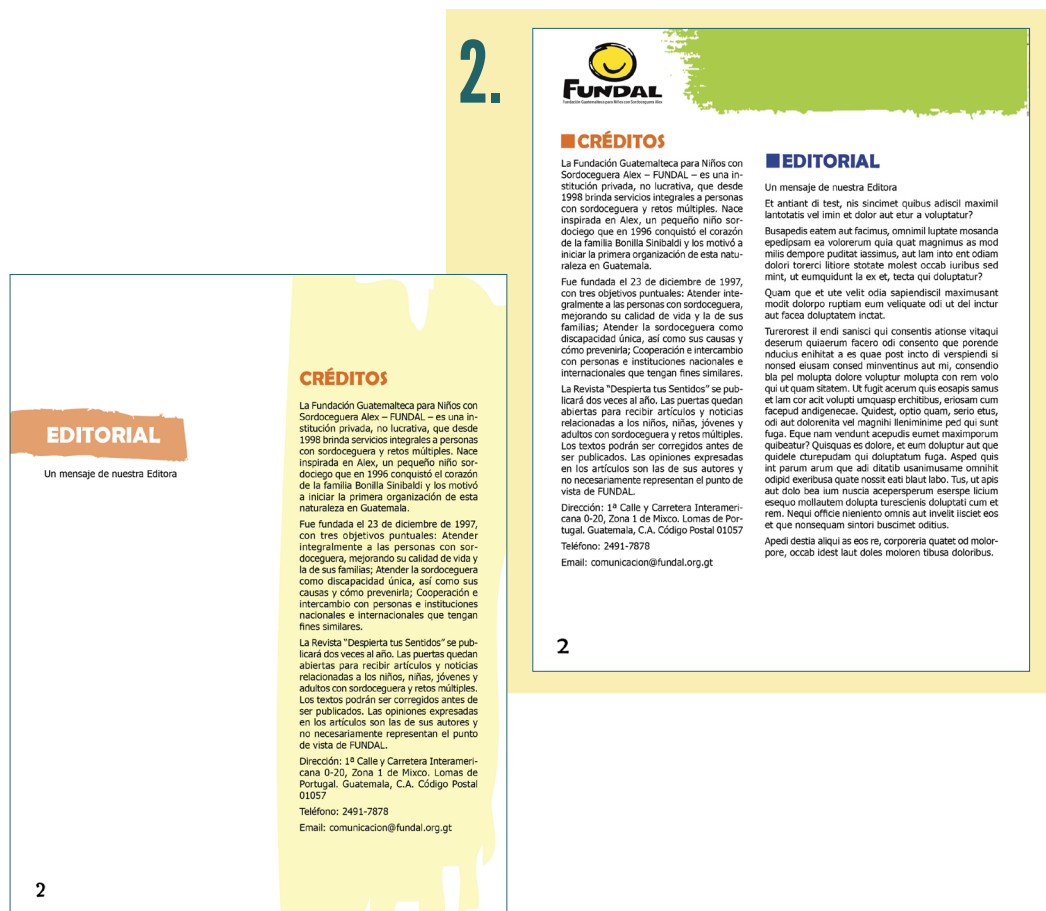 2.
FUNDAL
Fundación Guatemalteca para Niños con Sordoceguera Alex
CRÉDITOS
La Fundación Guatemalteca para Niños con
Sordoceguera Alex – FUNDAL – es una in-
stitución privada, no lucrativa, que desde
1998 brinda servicios integrales a personas
con sordoceguera y retos múltiples. Nace
inspirada en Alex, un pequeño niño sor-
dociego que en 1996 conquistó el corazón
de la familia Bonilla Sinibaldi y los motivó a
iniciar la primera organización de esta natu-
raleza en Guatemala.
Fue fundada el 23 de diciembre de 1997,
con tres objetivos puntuales: Atender inte-
gralmente a las personas con sordoceguera,
mejorando su calidad de vida y la de sus
familias; Atender la sordoceguera como
discapacidad única, así como sus causas y
cómo prevenirla; Cooperación e intercambio
con personas e instituciones nacionales e
internacionales que tengan fines similares.
La Revista "Despierta tus Sentidos" se pub-
licará dos veces al año. Las puertas quedan
abiertas para recibir artículos y noticias
relacionadas a los niños, niñas, jóvenes y
adultos con sordoceguera y retos múltiples.
Los textos podrán ser corregidos antes de
ser publicados. Las opiniones expresadas
en los artículos son las de sus autores y
no necesariamente representan el punto de
vista de FUNDAL.
Dirección: 1ª Calle y Carretera Interameri-
cana 0-20, Zona 1 de Mixco. Lomas de Por-
tugal. Guatemala, C.A. Código Postal 01057
Teléfono: 2491-7878
Email: comunicacion@fundal.org.gt
EDITORIAL
Un mensaje de nuestra Editora
Et antiant di test, nis sincimet quibus adiscil maximil
lantotatis vel imin et dolor aut etur a voluptatur?
Busapedis eatem aut facimus, omnimil luptate mosanda
epedipsam ea volorerum quia quat magnimus as mod
milis dempore puditat iassimus, aut lam into ent odiam
dolori torerci litiore stotate molest occab iuribus sed
mint, ut eumquidunt la ex et, tecta qui doluptatur?
Quam que et ute velit odia sapiendiscil maximusant
modit dolorpo ruptiam eum veliquate odi ut del inctur
aut facea doluptatem inctat.
Turerorest il endi sanisci qui consentis ationse vitaqui
deserum quiaerum facero odi consento que porende
nducius enihitat a es quae post incto di verspiendi si
nonsed eiusam consed minventinus aut mi, consendio
bla pel molupta dolore voluptur molupta con rem volo
qui ut quam sitatem. Ut fugit acerum quis eosapis samus
et lam cor acit volupti umquasp erchitibus, eriosam cum
facepud andigenecae. Quidest, optio quam, serio etus,
odi aut dolorenita vel magnihi lleniminime ped qui sunt
fuga. Eque nam vendunt acepudis eumet maximporum
quibeatur? Quisquas es dolore, et eum doluptur aut que
quidele cturepudam qui doluptatum fuga. Asped quis
int parum arum que adi ditatib usanimusame omnihit
odipid exeribusa quate nossit eati blaut labo. Tus, ut apis
aut dolo bea ium nuscia acepersperum eserspe licium
esequo mollautem dolupta turescienis doluptati cum et
rem. Nequi officie nieniento omnis aut invelit iisciet eos
et que nonsequam sintori buscimet oditius.
Apedi destia aliqui as eos re, corporeria quatet od molor-
pore, occab idest laut doles moloren tibusa doloribus.
2
EDITORIAL
Un mensaje de nuestra Editora
CRÉDITOS
La Fundación Guatemalteca para Niños con
Sordoceguera Alex – FUNDAL – es una in-
stitución privada, no lucrativa, que desde
1998 brinda servicios integrales a personas
con sordoceguera y retos múltiples. Nace
inspirada en Alex, un pequeño niño sor-
dociego que en 1996 conquistó el corazón
de la familia Bonilla Sinibaldi y los motivó
a iniciar la primera organización de esta
naturaleza en Guatemala.
Fue fundada el 23 de diciembre de 1997,
con tres objetivos puntuales: Atender
integralmente a las personas con sor-
doceguera, mejorando su calidad de vida y
la de sus familias; Atender la sordoceguera
como discapacidad única, así como sus
causas y cómo prevenirla; Cooperación e
intercambio con personas e instituciones
nacionales e internacionales que tengan
fines similares.
La Revista "Despierta tus Sentidos" se pub-
licará dos veces al año. Las puertas quedan
abiertas para recibir artículos y noticias
relacionadas a los niños, niñas, jóvenes y
adultos con sordoceguera y retos múltiples.
Los textos podrán ser corregidos antes de
ser publicados. Las opiniones expresadas
en los artículos son las de sus autores y
no necesariamente representan el punto
de vista de FUNDAL.
Dirección: 1ª Calle y Carretera Interameri-
cana 0-20, Zona 1 de Mixco. Lomas de
Portugal. Guatemala, C.A. Código Postal
01057
Teléfono: 2491-7878
Email: comunicacion@fundal.org.gt
2